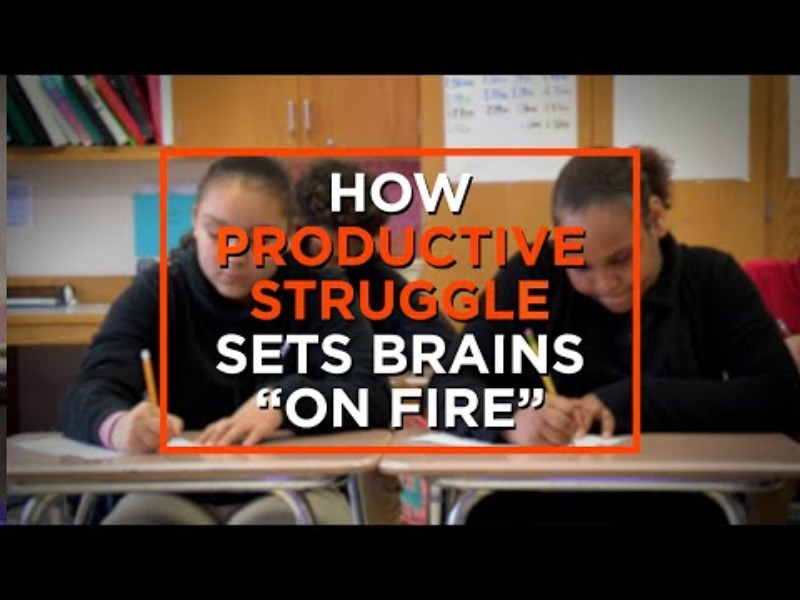 HOW
PRODUCTIVE
STRUGGLE
SETS BRAINS
“ON FIRE”